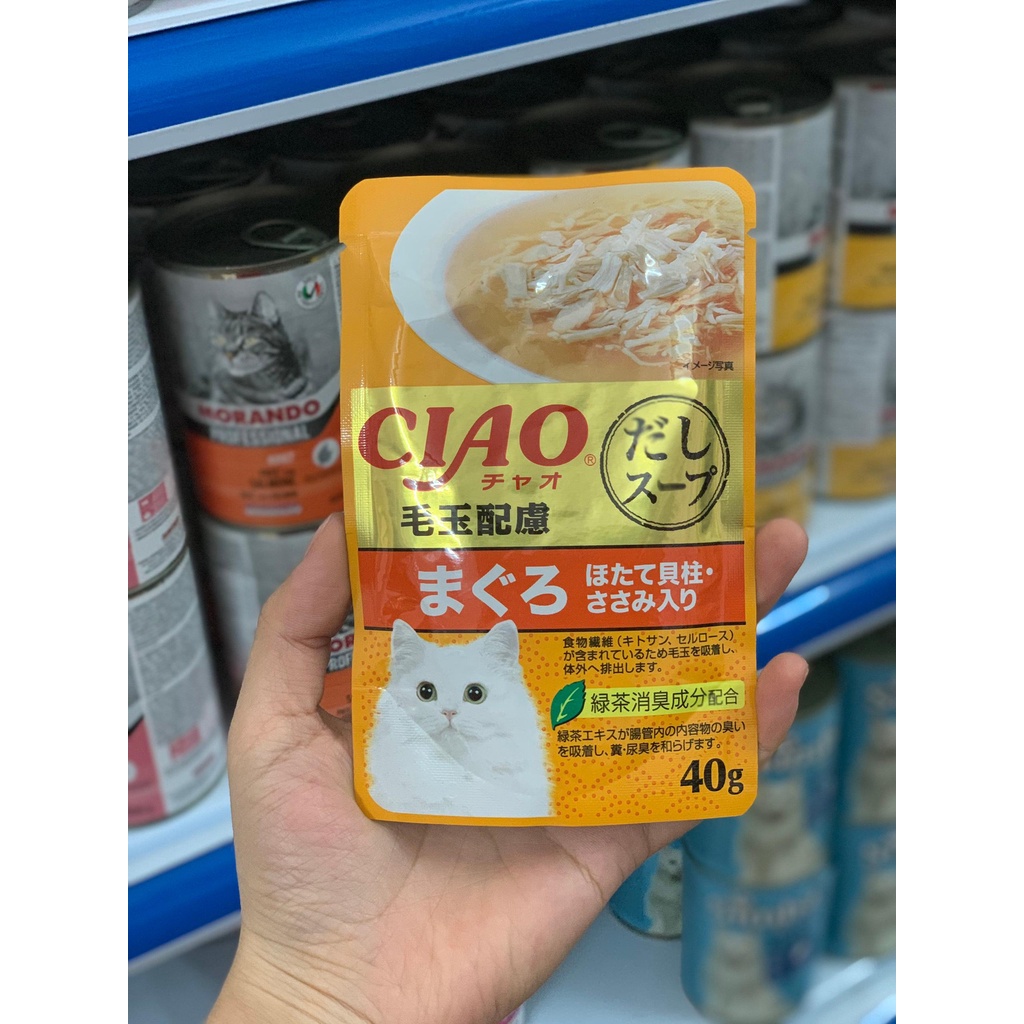 イメージ写真
CIAO®
チャオ
だし
スープ
毛玉配慮
まぐろ
ほたて貝柱・
ささみ入り
食物繊維（キトサン、セルロース）
が含まれているため毛玉を吸着し、
体外へ排出します。
緑茶消臭成分配合
緑茶エキスが腸管内の内容物の臭い
を吸着し、糞・尿臭を和らげます。
40g
MORANDO
PROFESSIONAL